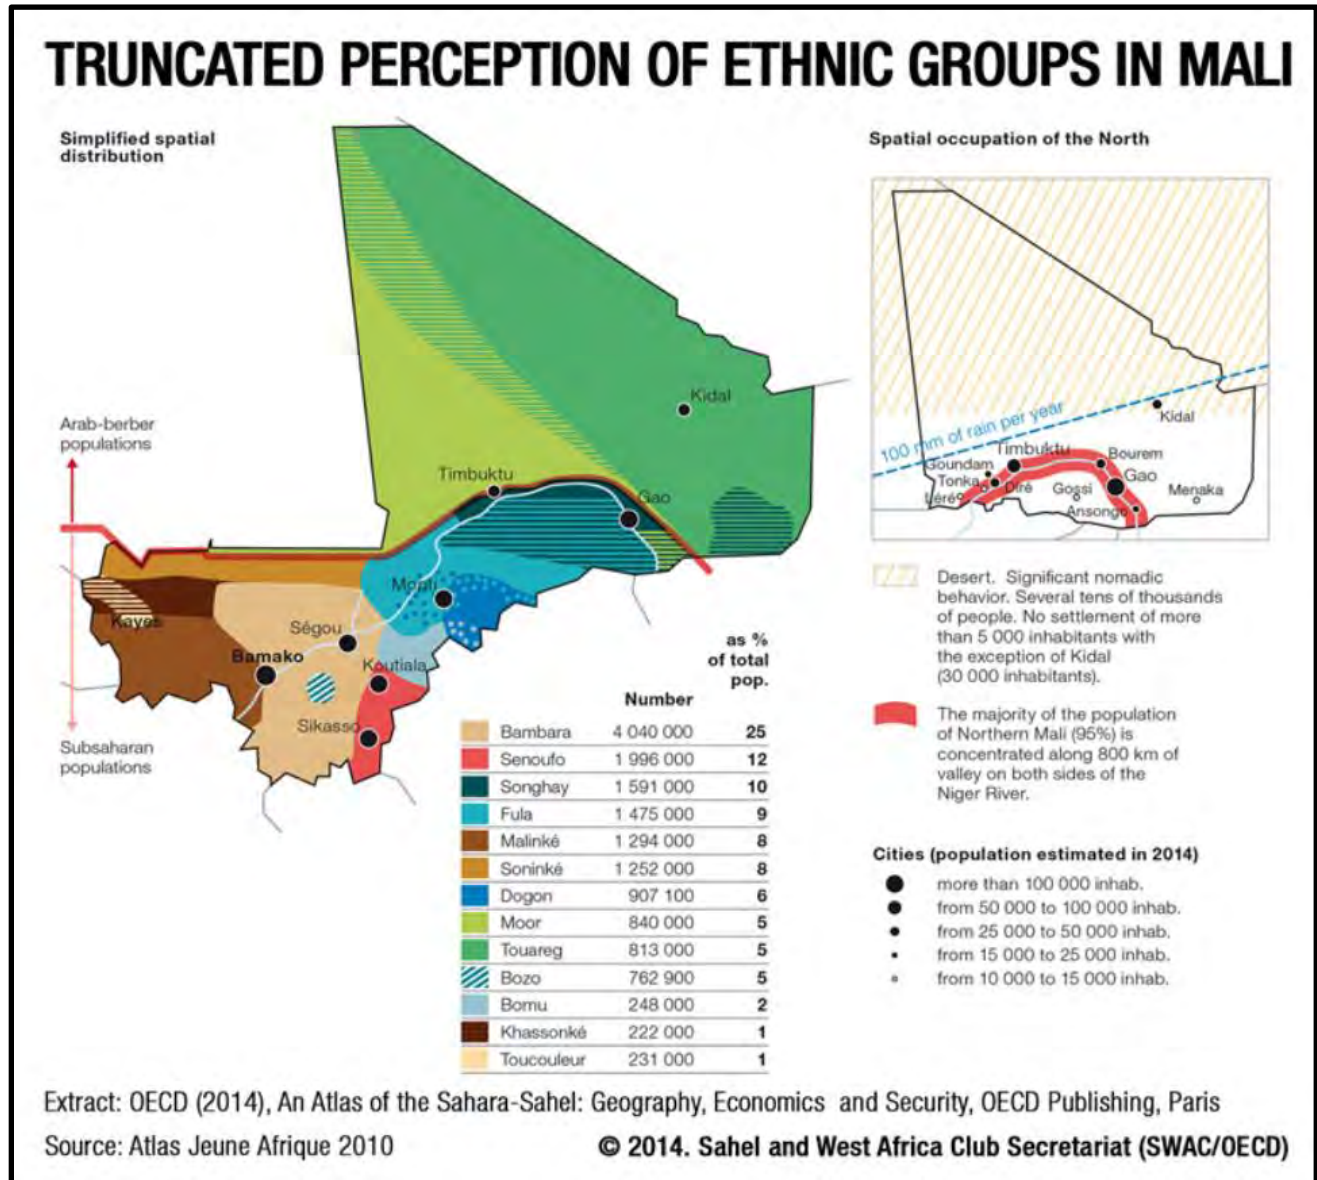 TRUNCATED PERCEPTION OF ETHNIC GROUPS IN MALI
Simplified spatial
distribution
Arab-berber
populations
Subsaharan
populations
Kidal
Timbuktu
Gao
Mopti
Kayes
Ségou
Bamako
Koutiala
Sikasso
Number
as %
of total
pop.
Bambara 4 040 000 25
Senoufo 1 996 000 12
Songhay 1 591 000 10
Fula 1 475 000 9
Malinké 1 294 000 8
Soninké 1 252 000 8
Dogon 907 100 6
Moor 840 000 5
Touareg 813 000 5
Bozo 762 900 5
Bomu 248 000 2
Khassonké 222 000 1
Toucouleur 231 000 1
Spatial occupation of the North
100 mm of rain per year
Kidal
Timbuktu
Bourem
Goundam
Gao
Tonka
Diré
Gossi
Menaka
Léré
Ansongo
Desert. Significant nomadic
behavior. Several tens of thousands
of people. No settlement of more
than 5 000 inhabitants with
the exception of Kidal
(30 000 inhabitants).
The majority of the population
of Northern Mali (95%) is
concentrated along 800 km of
valley on both sides of the
Niger River.
Cities (population estimated in 2014)
more than 100 000 inhab.
from 50 000 to 100 000 inhab.
from 25 000 to 50 000 inhab.
from 15 000 to 25 000 inhab.
from 10 000 to 15 000 inhab.
Extract: OECD (2014), An Atlas of the Sahara-Sahel: Geography, Economics and Security, OECD Publishing, Paris
Source: Atlas Jeune Afrique 2010
© 2014. Sahel and West Africa Club Secretariat (SWAC/OECD)